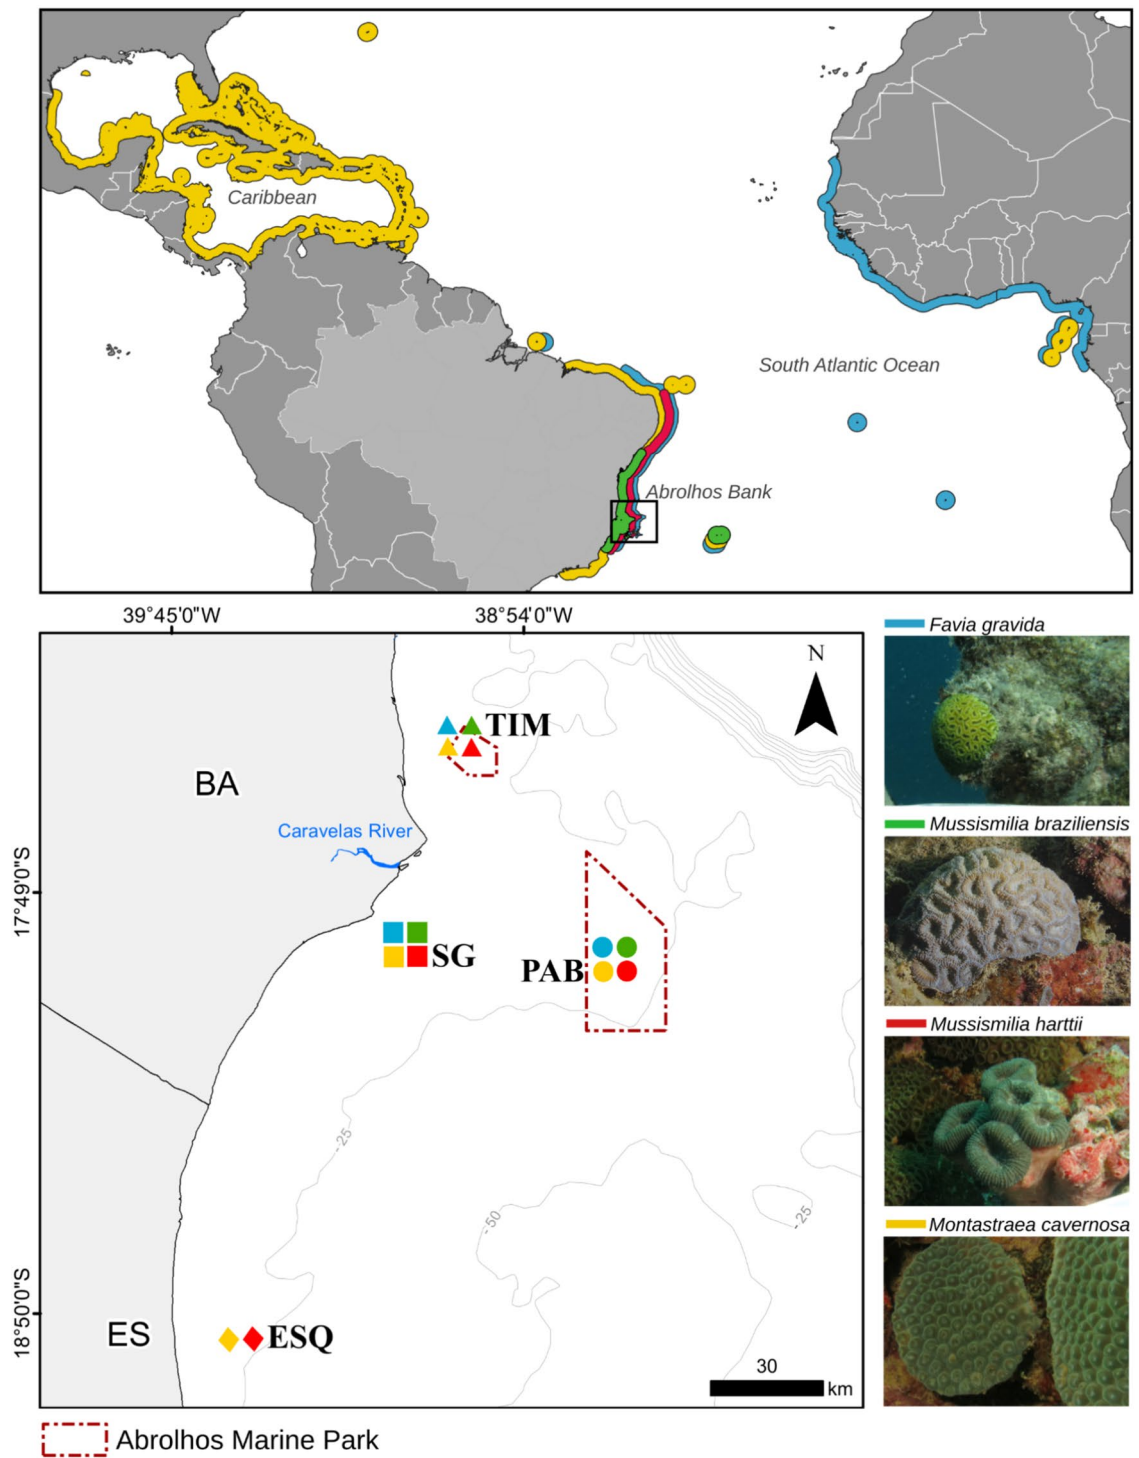 Caribbean
South Atlantic Ocean
Abrolhos Bank
39°45'0"W
38°54'0"W
Favia gravida
N
TIM
BA
Caravelas River
Mussismilia braziliensis
17°49'0"S
SG
PAB
Mussismilia harttii
-25
-50
-25
Montastraea cavernosa
18°50'0"S
ES
ESQ
30
km
Abrolhos Marine Park